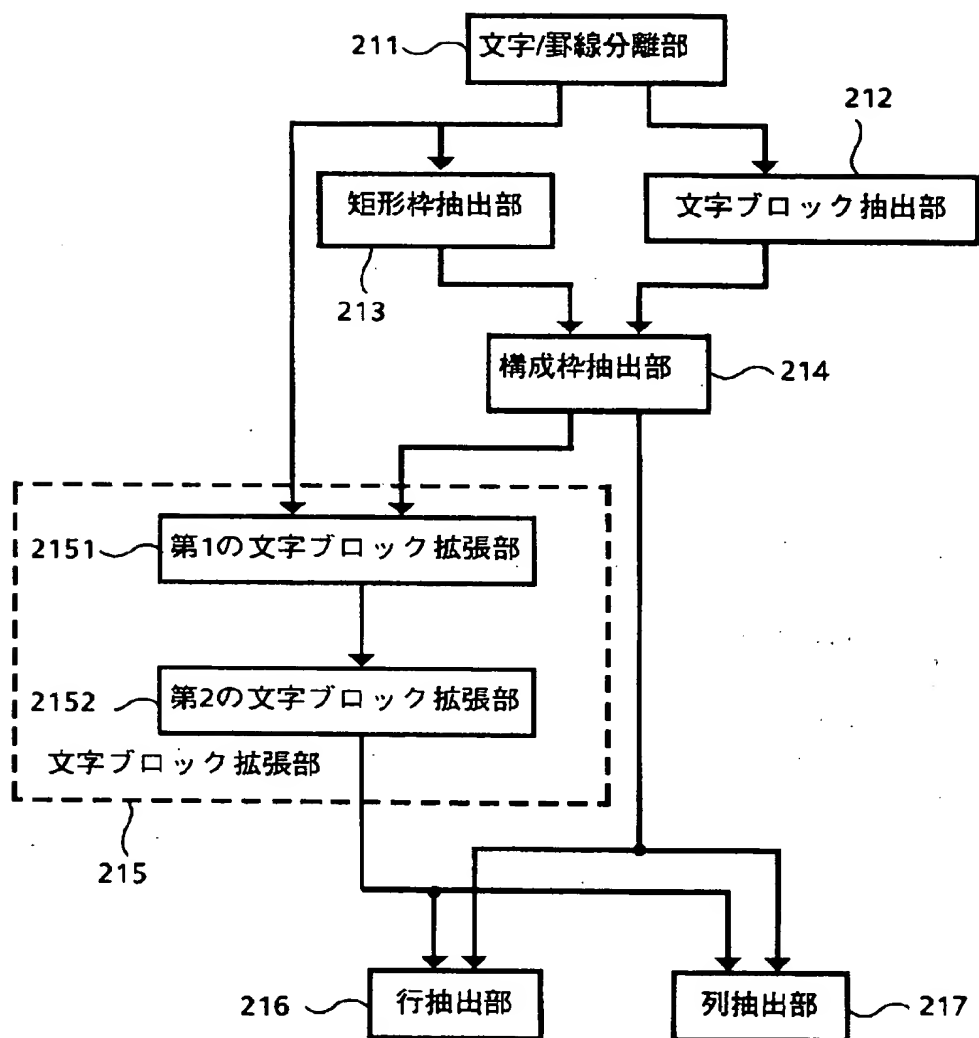 211
文字/罫線分離部
212
矩形枠抽出部
文字ブロック抽出部
213
構成枠抽出部
214
2151
第1の文字ブロック拡張部
2152
第2の文字ブロック拡張部
文字ブロック拡張部
215
216
行抽出部
列抽出部
217